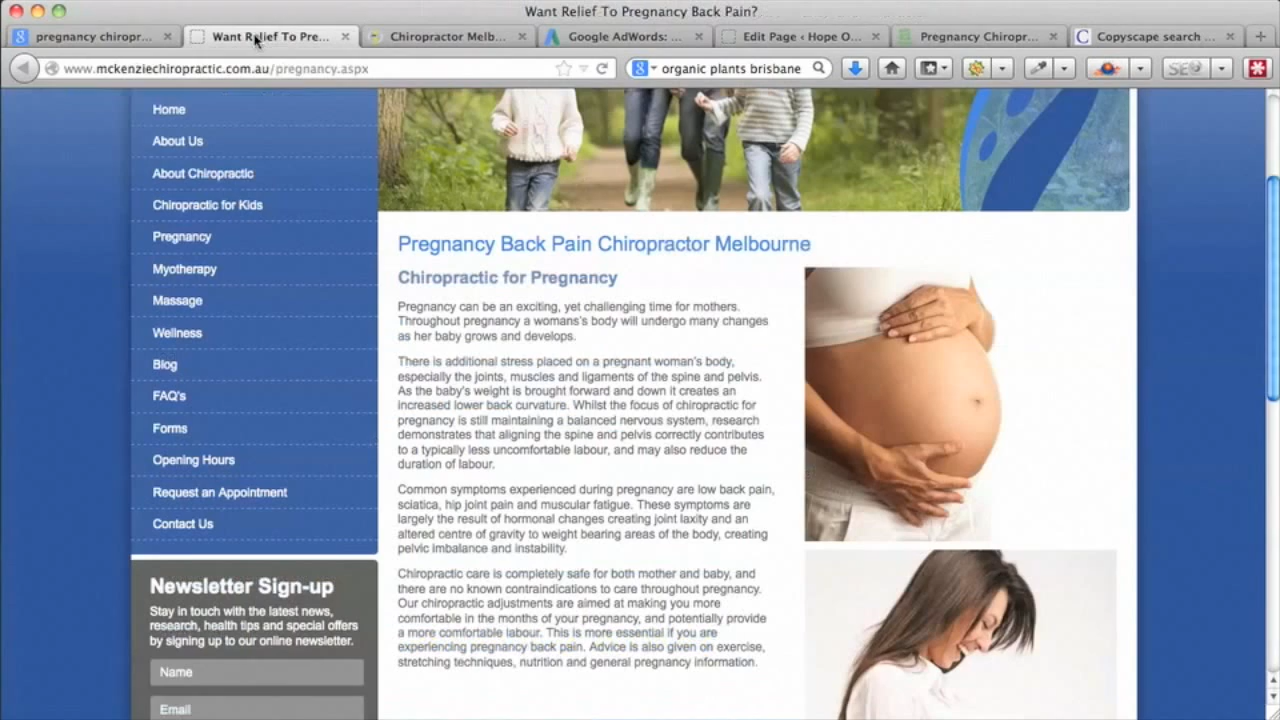 Want Relief To Pregnancy Back Pain?
pregnancy chiropr...
Want Relief To Pre...
Chiropractor Melb...
Google AdWords: ...
Edit Page ‹ Hope O...
Pregnancy Chiropr...
Copyscape search ...
www.mckenziechiropractic.com.au/pregnancy.aspx
organic plants brisbane
Home
About Us
About Chiropractic
Chiropractic for Kids
Pregnancy
Myotherapy
Massage
Wellness
Blog
FAQ's
Forms
Opening Hours
Request an Appointment
Contact Us
Newsletter Sign-up
Stay in touch with the latest news,
research, health tips and special offers
by signing up to our online newsletter.
Name
Email
Pregnancy Back Pain Chiropractor Melbourne
Chiropractic for Pregnancy
Pregnancy can be an exciting, yet challenging time for mothers.
Throughout pregnancy a womans's body will undergo many changes
as her baby grows and develops.
There is additional stress placed on a pregnant woman's body,
especially the joints, muscles and ligaments of the spine and pelvis.
As the baby's weight is brought forward and down it creates an
increased lower back curvature. Whilst the focus of chiropractic for
pregnancy is still maintaining a balanced nervous system, research
demonstrates that aligning the spine and pelvis correctly contributes
to a typically less uncomfortable labour, and may also reduce the
duration of labour.
Common symptoms experienced during pregnancy are low back pain,
sciatica, hip joint pain and muscular fatigue. These symptoms are
largely the result of hormonal changes creating joint laxity and an
altered centre of gravity to weight bearing areas of the body, creating
pelvic imbalance and instability.
Chiropractic care is completely safe for both mother and baby, and
there are no known contraindications to care throughout pregnancy.
Our chiropractic adjustments are aimed at making you more
comfortable in the months of your pregnancy, and potentially provide
a more comfortable labour. This is more essential if you are
experiencing pregnancy back pain. Advice is also given on exercise,
stretching techniques, nutrition and general pregnancy information.